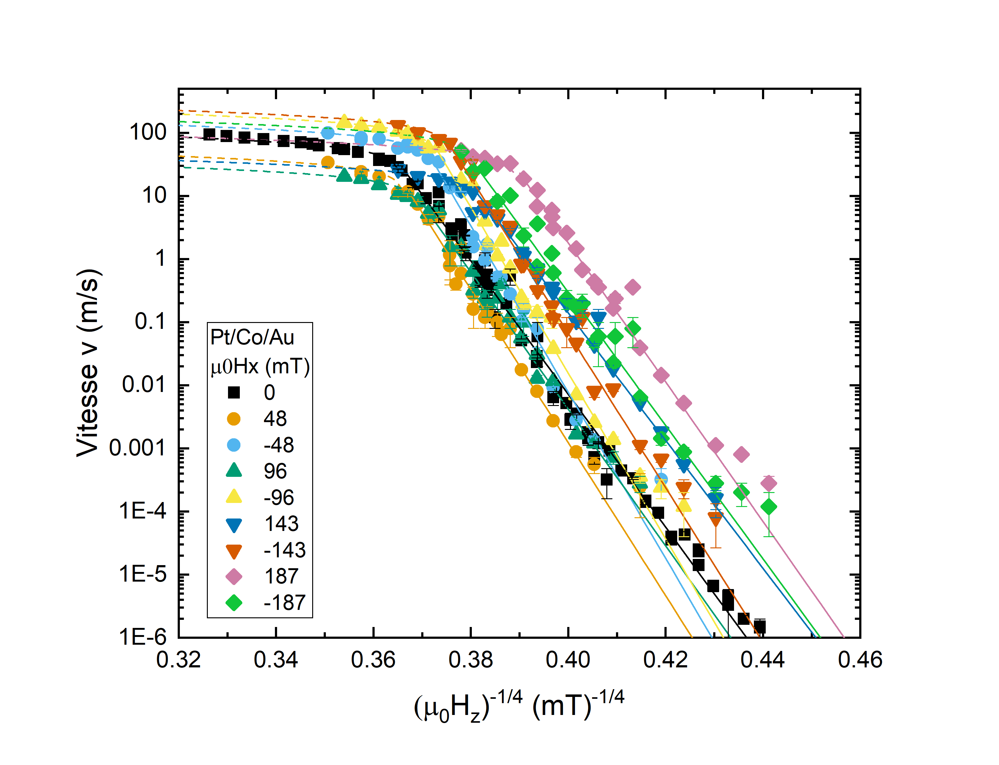 100
10
1
0.1
0.01
0.001
1E-4
1E-5
1E-6
Vitesse v (m/s)
Pt/Co/Au
μ0Hx (mT)
0
48
-48
96
-96
143
-143
187
-187
0.32 0.34 0.36 0.38 0.40 0.42 0.44 0.46
(μ₀H_z)^-1/4 (mT)^-1/4